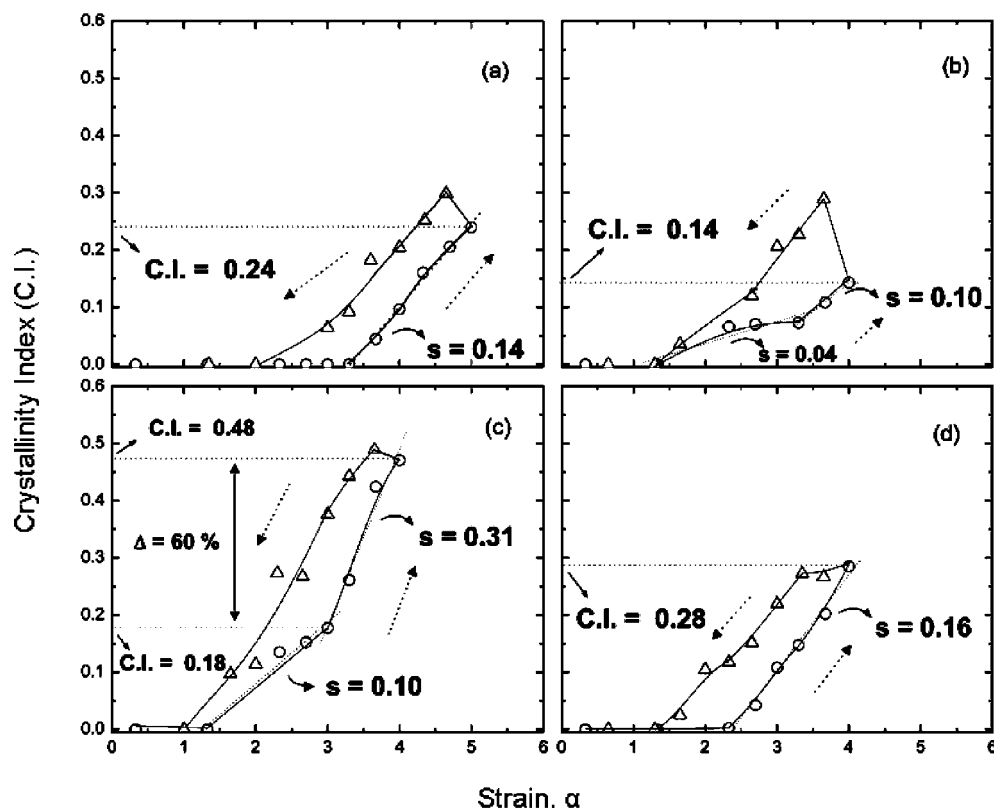 Crystallinity Index (C.I.)
0.6
0.5
0.4
0.3
0.2
0.1
0.0
(a)
C.I. = 0.24
s = 0.14
(b)
C.I. = 0.14
s = 0.10
s = 0.04
0.6
0.5
0.4
0.3
0.2
0.1
0.0
(c)
C.I. = 0.48
Δ = 60 %
s = 0.31
C.I. = 0.18
s = 0.10
0 1 2 3 4 5 6
(d)
C.I. = 0.28
s = 0.16
0 1 2 3 4 5 6
Strain, α